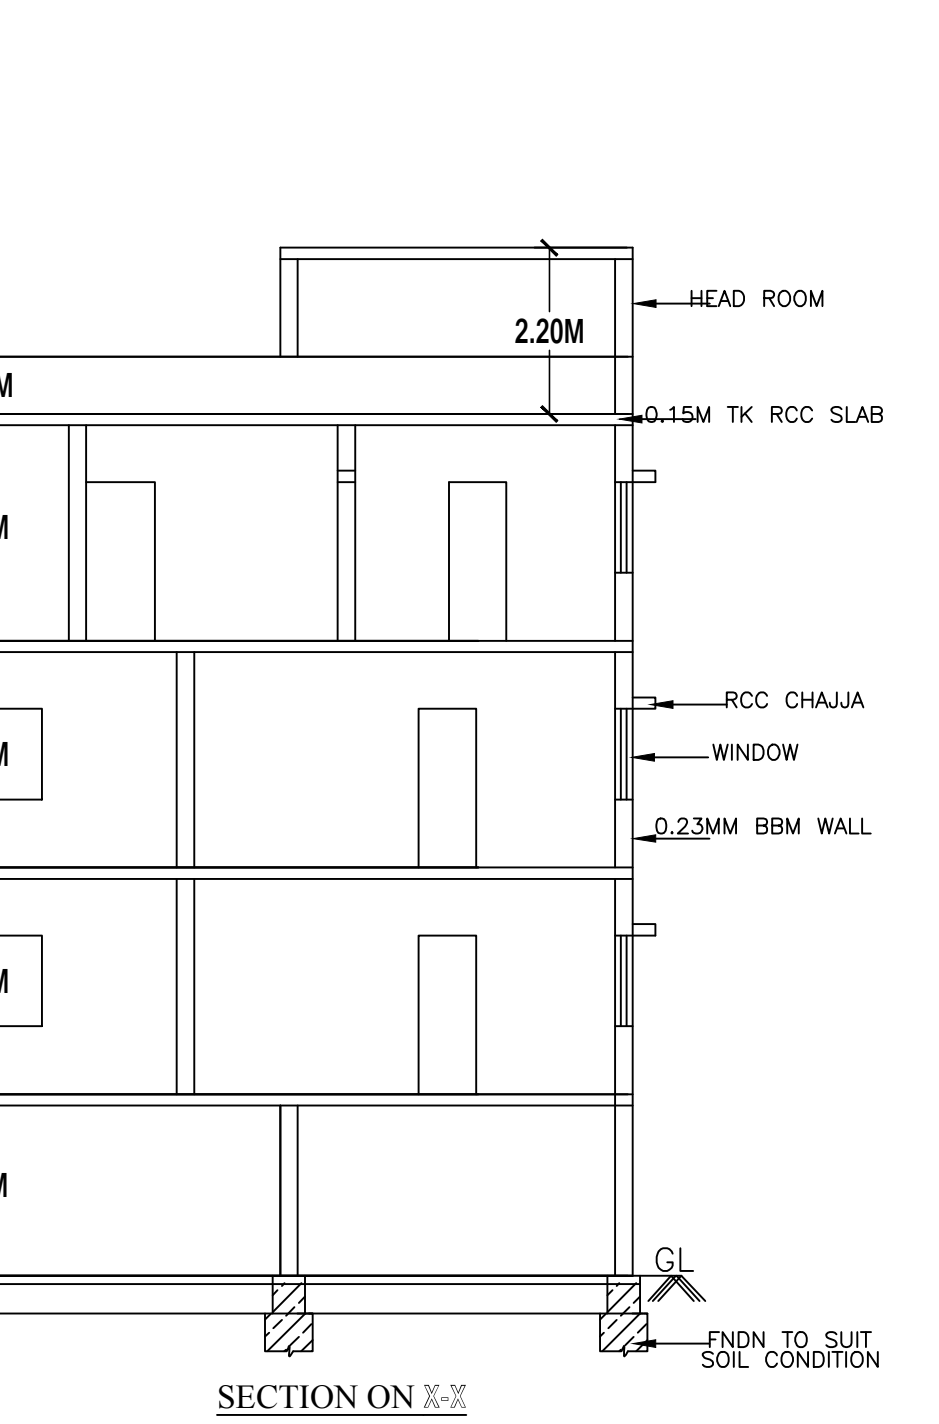 HEAD ROOM
2.20M
M
0.15M TK RCC SLAB
M
RCC CHAJJA
WINDOW
M
0.23MM BBM WALL
M
M
GL
FNDN TO SUIT
SOIL CONDITION
SECTION ON X-X